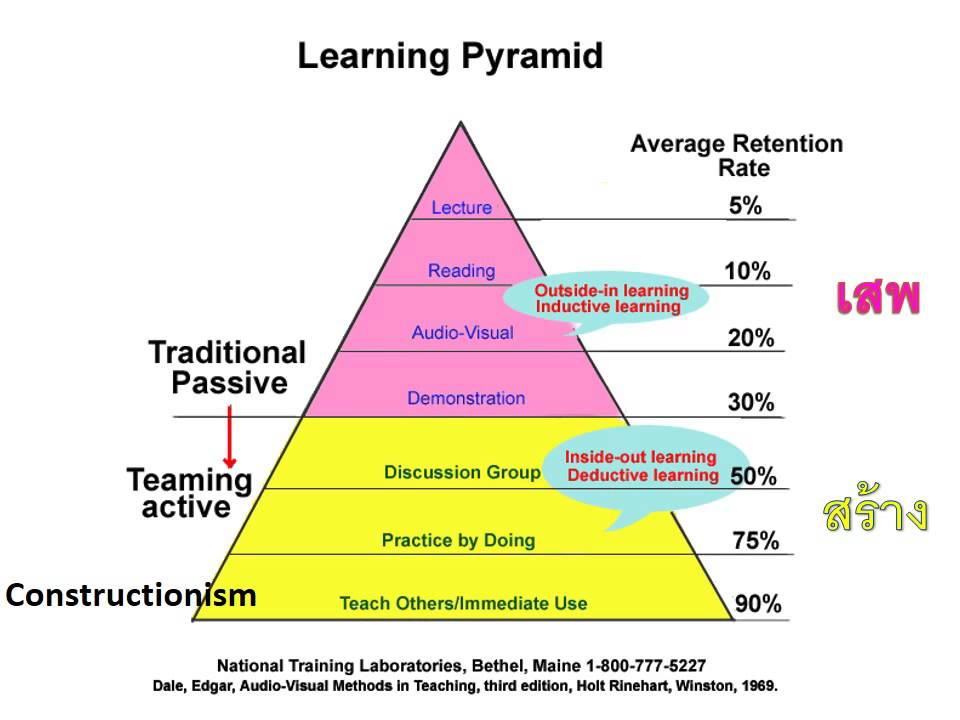 Learning Pyramid
Average Retention
Rate
Lecture
5%
Reading
10%
Outside-in learning
Inductive learning
เสพ
Audio-Visual
20%
Traditional
Passive
Demonstration
30%
Teaming
active
Discussion Group
Inside-out learning
Deductive learning
50%
สร้าง
Practice by Doing
75%
Constructionism
Teach Others/Immediate Use
90%
National Training Laboratories, Bethel, Maine 1-800-777-5227
Dale, Edgar, Audio-Visual Methods in Teaching, third edition, Holt Rinehart, Winston, 1969.